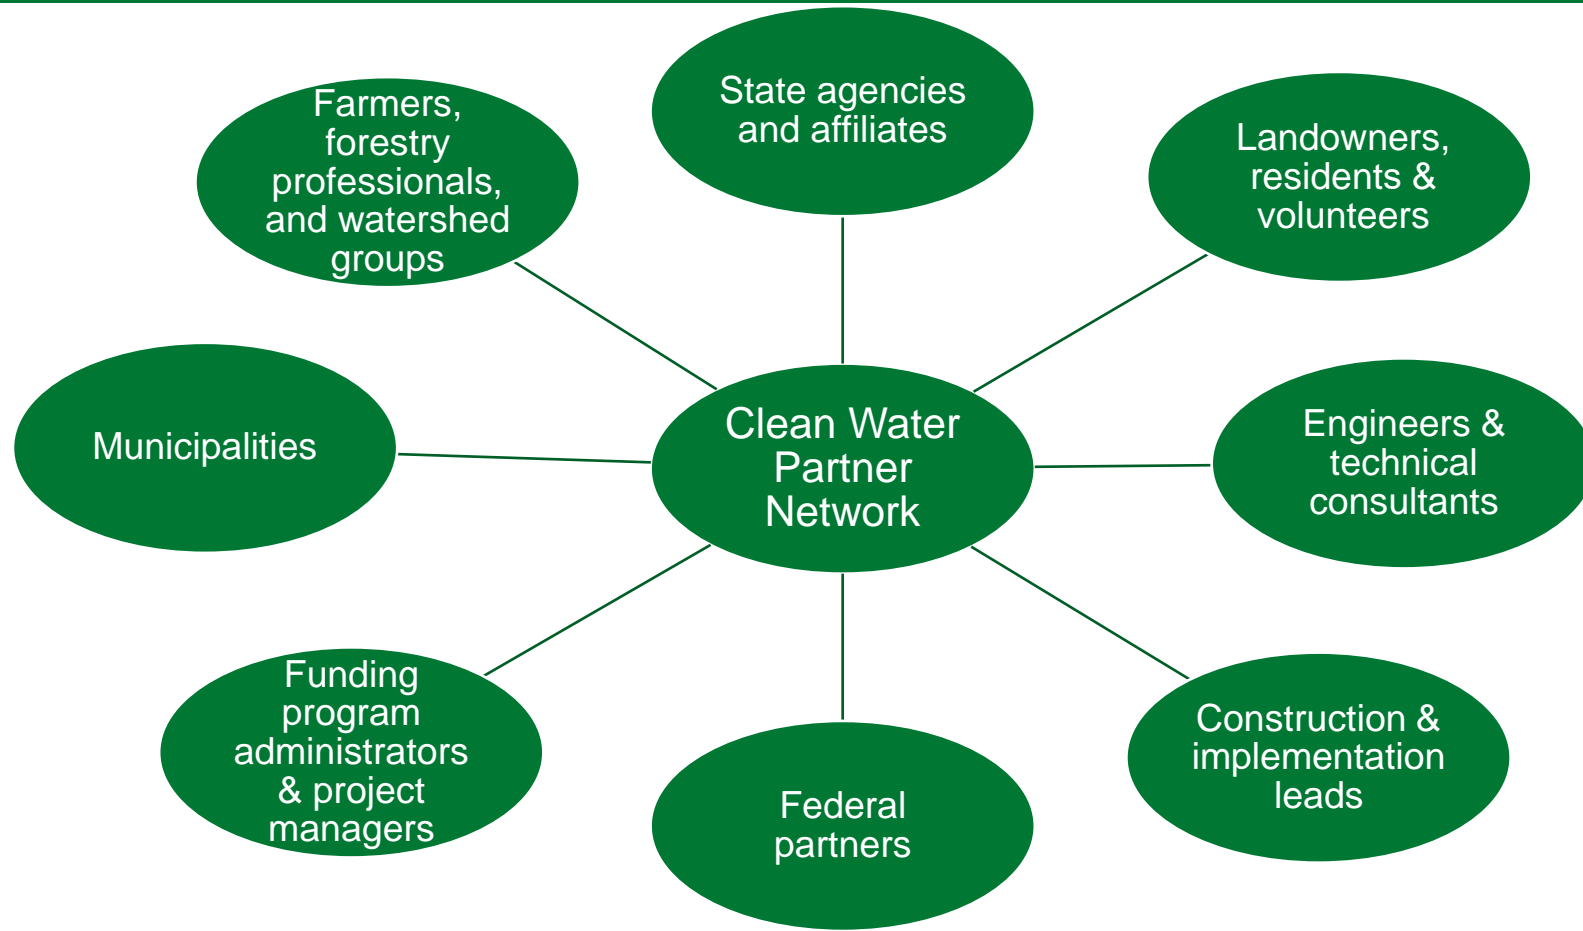 State agencies
and affiliates
Farmers,
forestry
professionals,
and watershed
groups
Landowners,
residents &
volunteers
Municipalities
Clean Water
Partner
Network
Engineers &
technical
consultants
Funding
program
administrators
& project
managers
Federal
partners
Construction &
implementation
leads